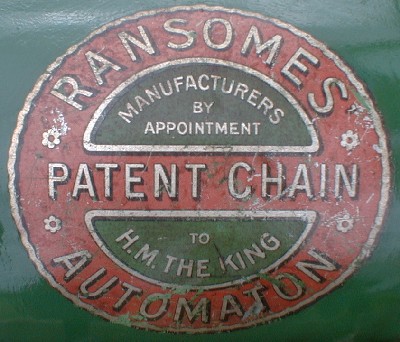 RANSOMES
MANUFACTURERS
BY
APPOINTMENT
PATENT CHAIN
TO
H.M. THE KING
AUTOMATON